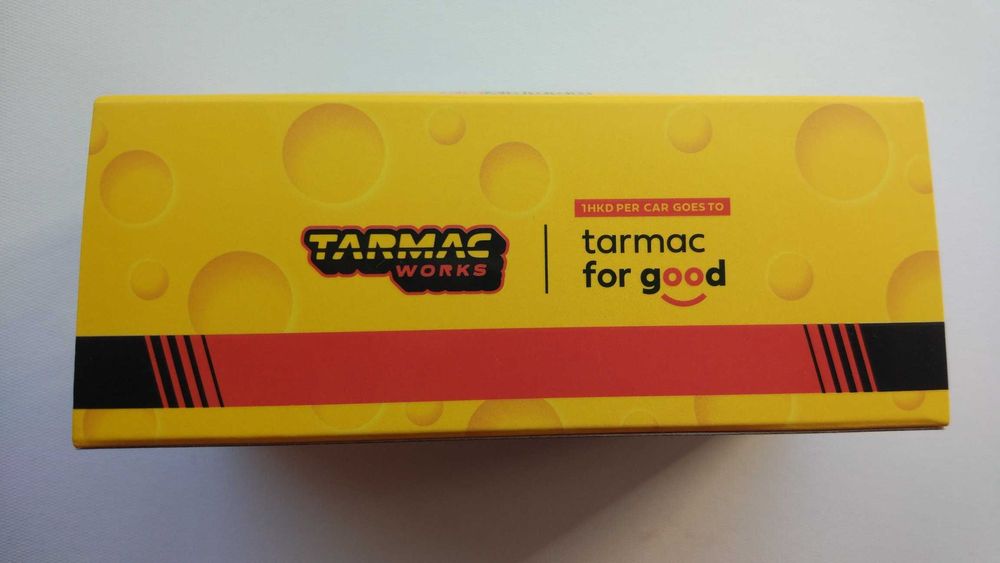 TARMAC
WORKS
1HKD PER CAR GOES TO
tarmac
for good